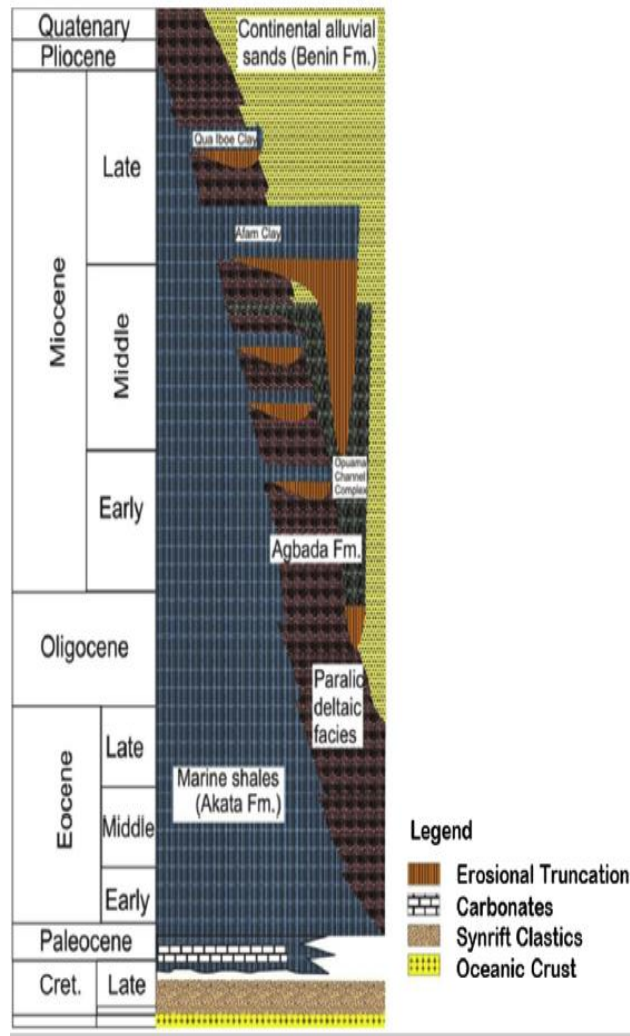 Quaternary
Pliocene
Miocene
Late
Middle
Early
Oligocene
Eocene
Late
Middle
Early
Paleocene
Cret.
Late
Continental alluvial
sands (Benin Fm.)
Qua Iboe Clay
Afam Clay
Opuama
Channel
Complex
Agbada Fm.
Paralic
deltaic
facies
Marine shales
(Akata Fm.)
Legend
Erosional Truncation
Carbonates
Synrift Clastics
Oceanic Crust